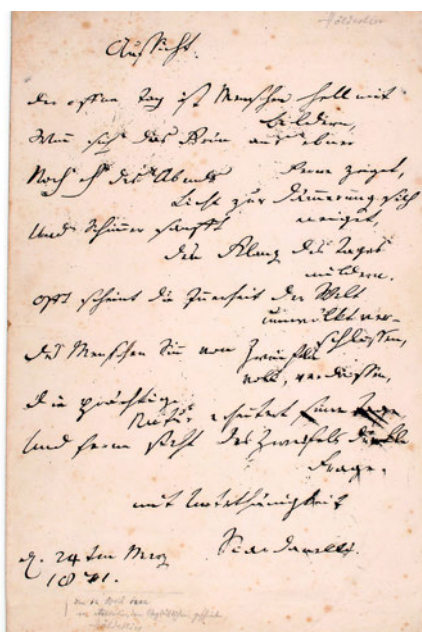 Hölderlin
Aussicht.
Der offne Tag ist Menschen hell mit
Bildern,
Wenn sich das Grün aus ebner
Ferne zeiget,
Noch eh' des Abends
Licht zur Dämmerung sich
neiget,
Und Schimmer sanft
den Klang des Tages
mildern.
Oft scheint die Innerheit der Welt
umwölkt ver-
schlossen,
Des Menschen Sinn von Zweifeln
voll, verdrossen,
Die prächtige
Natur erheitert seine Tage
Und ferne steht des Zweifels dunkle
Frage.
mit Unterthänigkeit
Scardanelli.
d. 24ten Merz
1871.